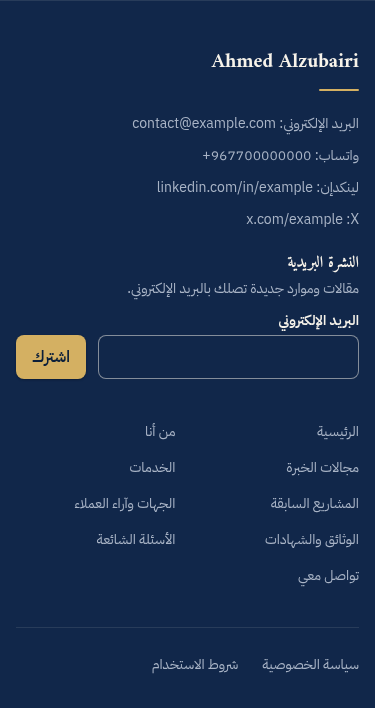 Ahmed Alzubairi
البريد الإلكتروني: contact@example.com
واتساب: 967700000000+
لينكدإن: linkedin.com/in/example
X: x.com/example
النشرة البريدية
مقالات وموارد جديدة تصلك بالبريد الإلكتروني.
البريد الإلكتروني
اشترك
الرئيسية
من أنا
مجالات الخبرة
الخدمات
المشاريع السابقة
الجهات وآراء العملاء
الوثائق والشهادات
الأسئلة الشائعة
تواصل معي
سياسة الخصوصية
شروط الاستخدام